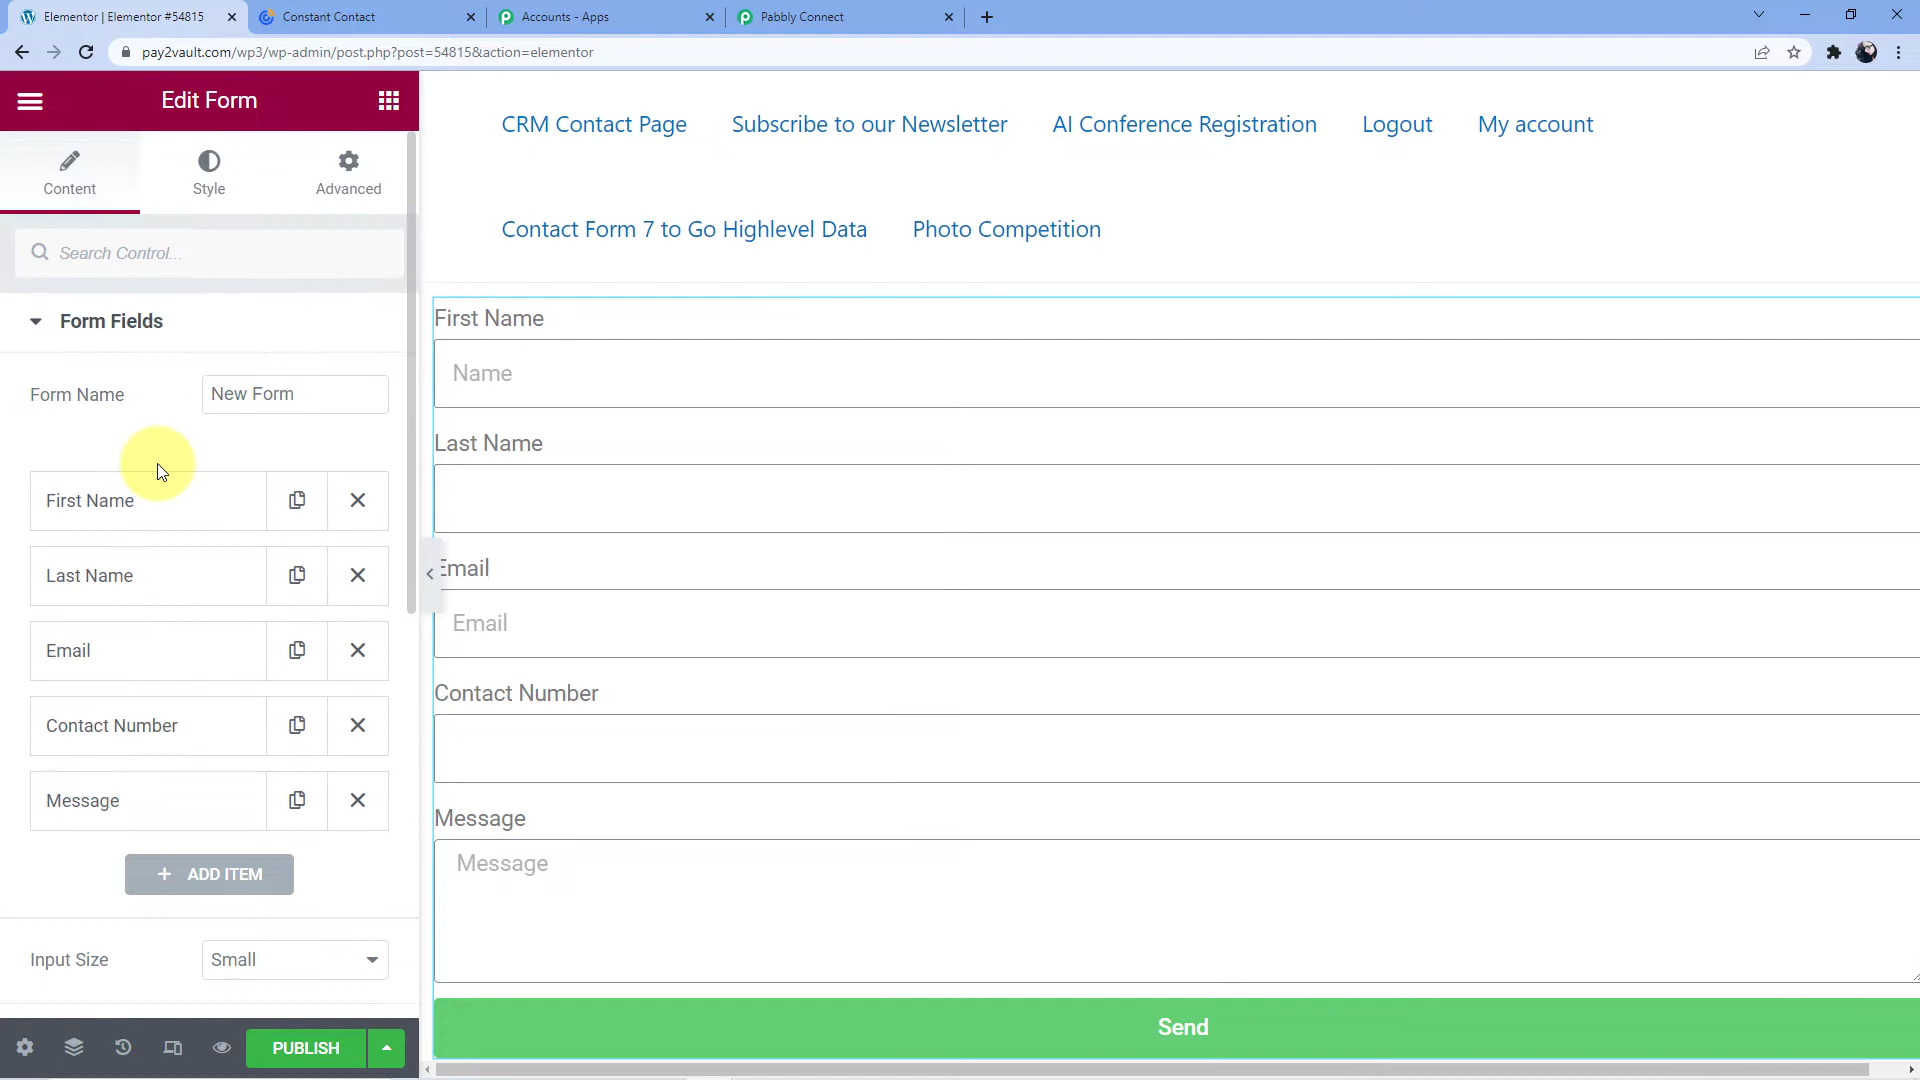 Elementor | Elementor #54815
Constant Contact
Accounts - Apps
Pabbly Connect
pay2vault.com/wp3/wp-admin/post.php?post=54815&action=elementor
Edit Form
Content
Style
Advanced
Search Control...
Form Fields
Form Name
New Form
First Name
Last Name
Email
Contact Number
Message
ADD ITEM
Input Size
Small
PUBLISH
CRM Contact Page
Subscribe to our Newsletter
AI Conference Registration
Logout
My account
Contact Form 7 to Go Highlevel Data
Photo Competition
First Name
Name
Last Name
Email
Email
Contact Number
Message
Message
Send